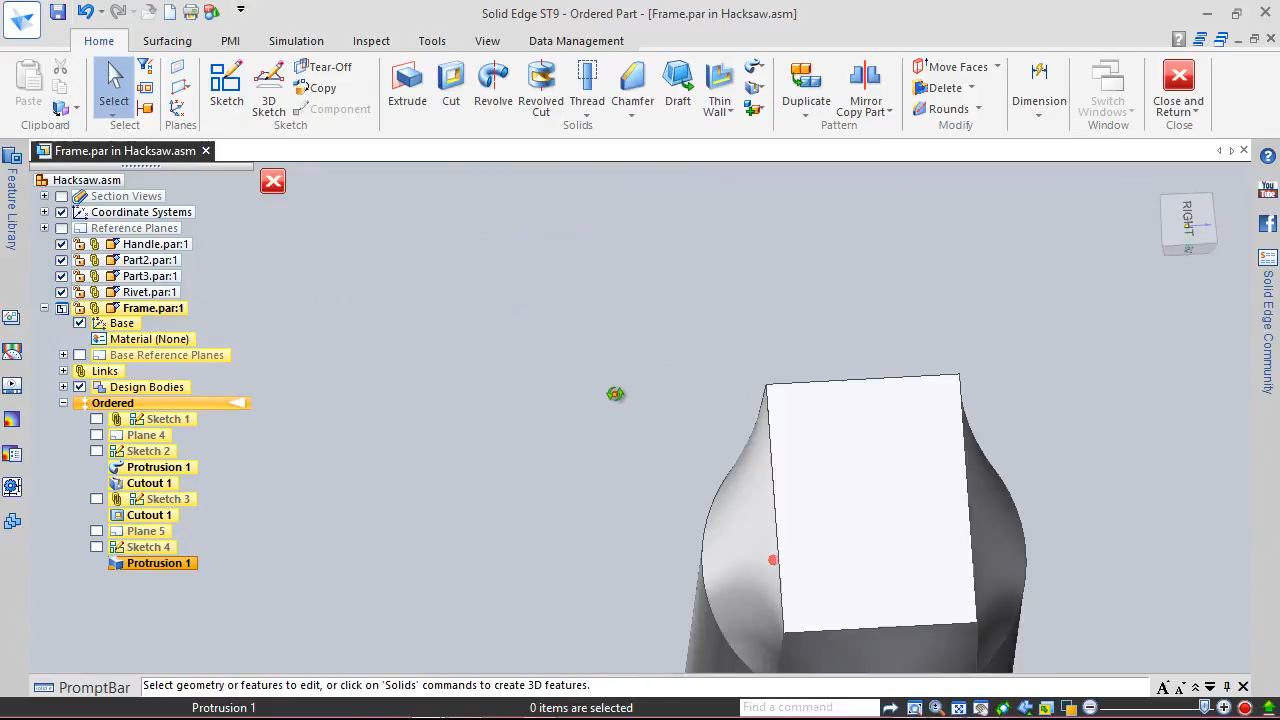 Solid Edge ST9 - Ordered Part - [Frame.par in Hacksaw.asm]
Home Surfacing PMI Simulation Inspect Tools View Data Management
Paste
Clipboard
Select
Select
Planes
Sketch
3D Sketch
Tear-Off
Copy
Component
Sketch
Extrude
Cut
Revolve
Revolved Cut
Thread
Chamfer
Draft
Thin Wall
Solids
Duplicate
Mirror Copy Part
Pattern
Move Faces
Delete
Rounds
Modify
Dimension
Switch Windows
Window
Close and Return
Close
Frame.par in Hacksaw.asm
Feature Library
Hacksaw.asm
Section Views
Coordinate Systems
Reference Planes
Handle.par:1
Part2.par:1
Part3.par:1
Rivet.par:1
Frame.par:1
Base
Material (None)
Base Reference Planes
Links
Design Bodies
Ordered
Sketch 1
Plane 4
Sketch 2
Protrusion 1
Cutout 1
Sketch 3
Cutout 1
Plane 5
Sketch 4
Protrusion 1
RIGHT
You Tube
Solid Edge Community
PromptBar
Select geometry or features to edit, or click on 'Solids' commands to create 3D features.
Protrusion 1
0 items are selected
Find a command